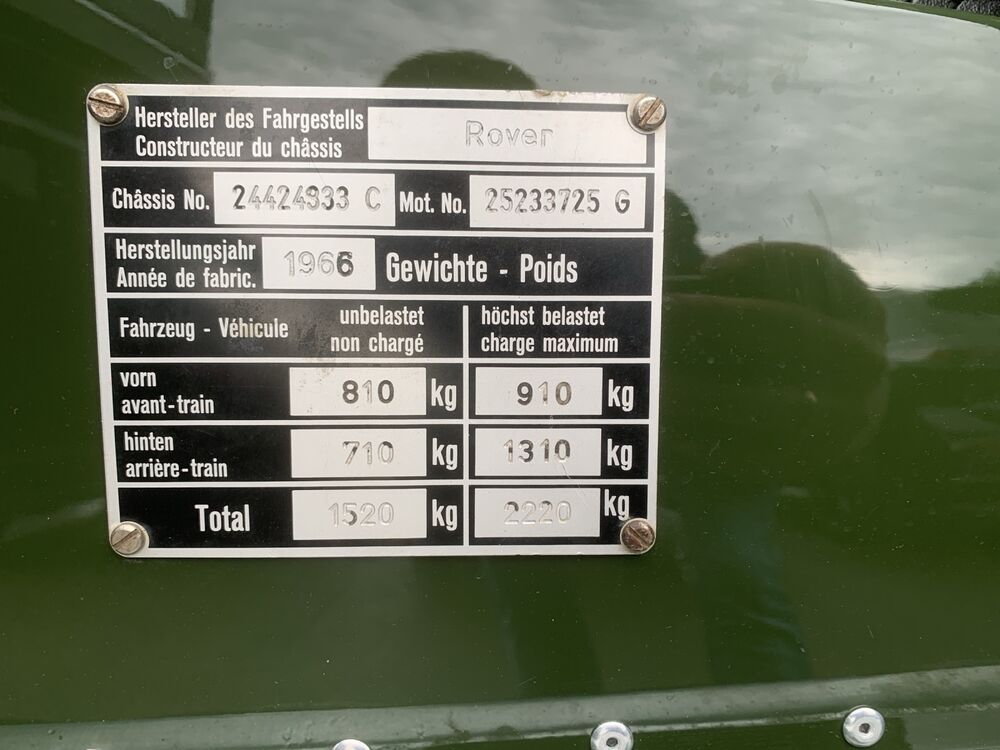 Hersteller des Fahrgestells
Constructeur du châssis
Rover
Châssis No. 24424933 C Mot. No. 25233725 G
Herstellungsjahr
Année de fabric.
1966 Gewichte - Poids
Fahrzeug - Véhicule
unbelastet
non chargé
höchst belastet
charge maximum
vorn
avant-train
810 kg 910 kg
hinten
arrière-train
710 kg 1310 kg
Total 1520 kg 2220 kg